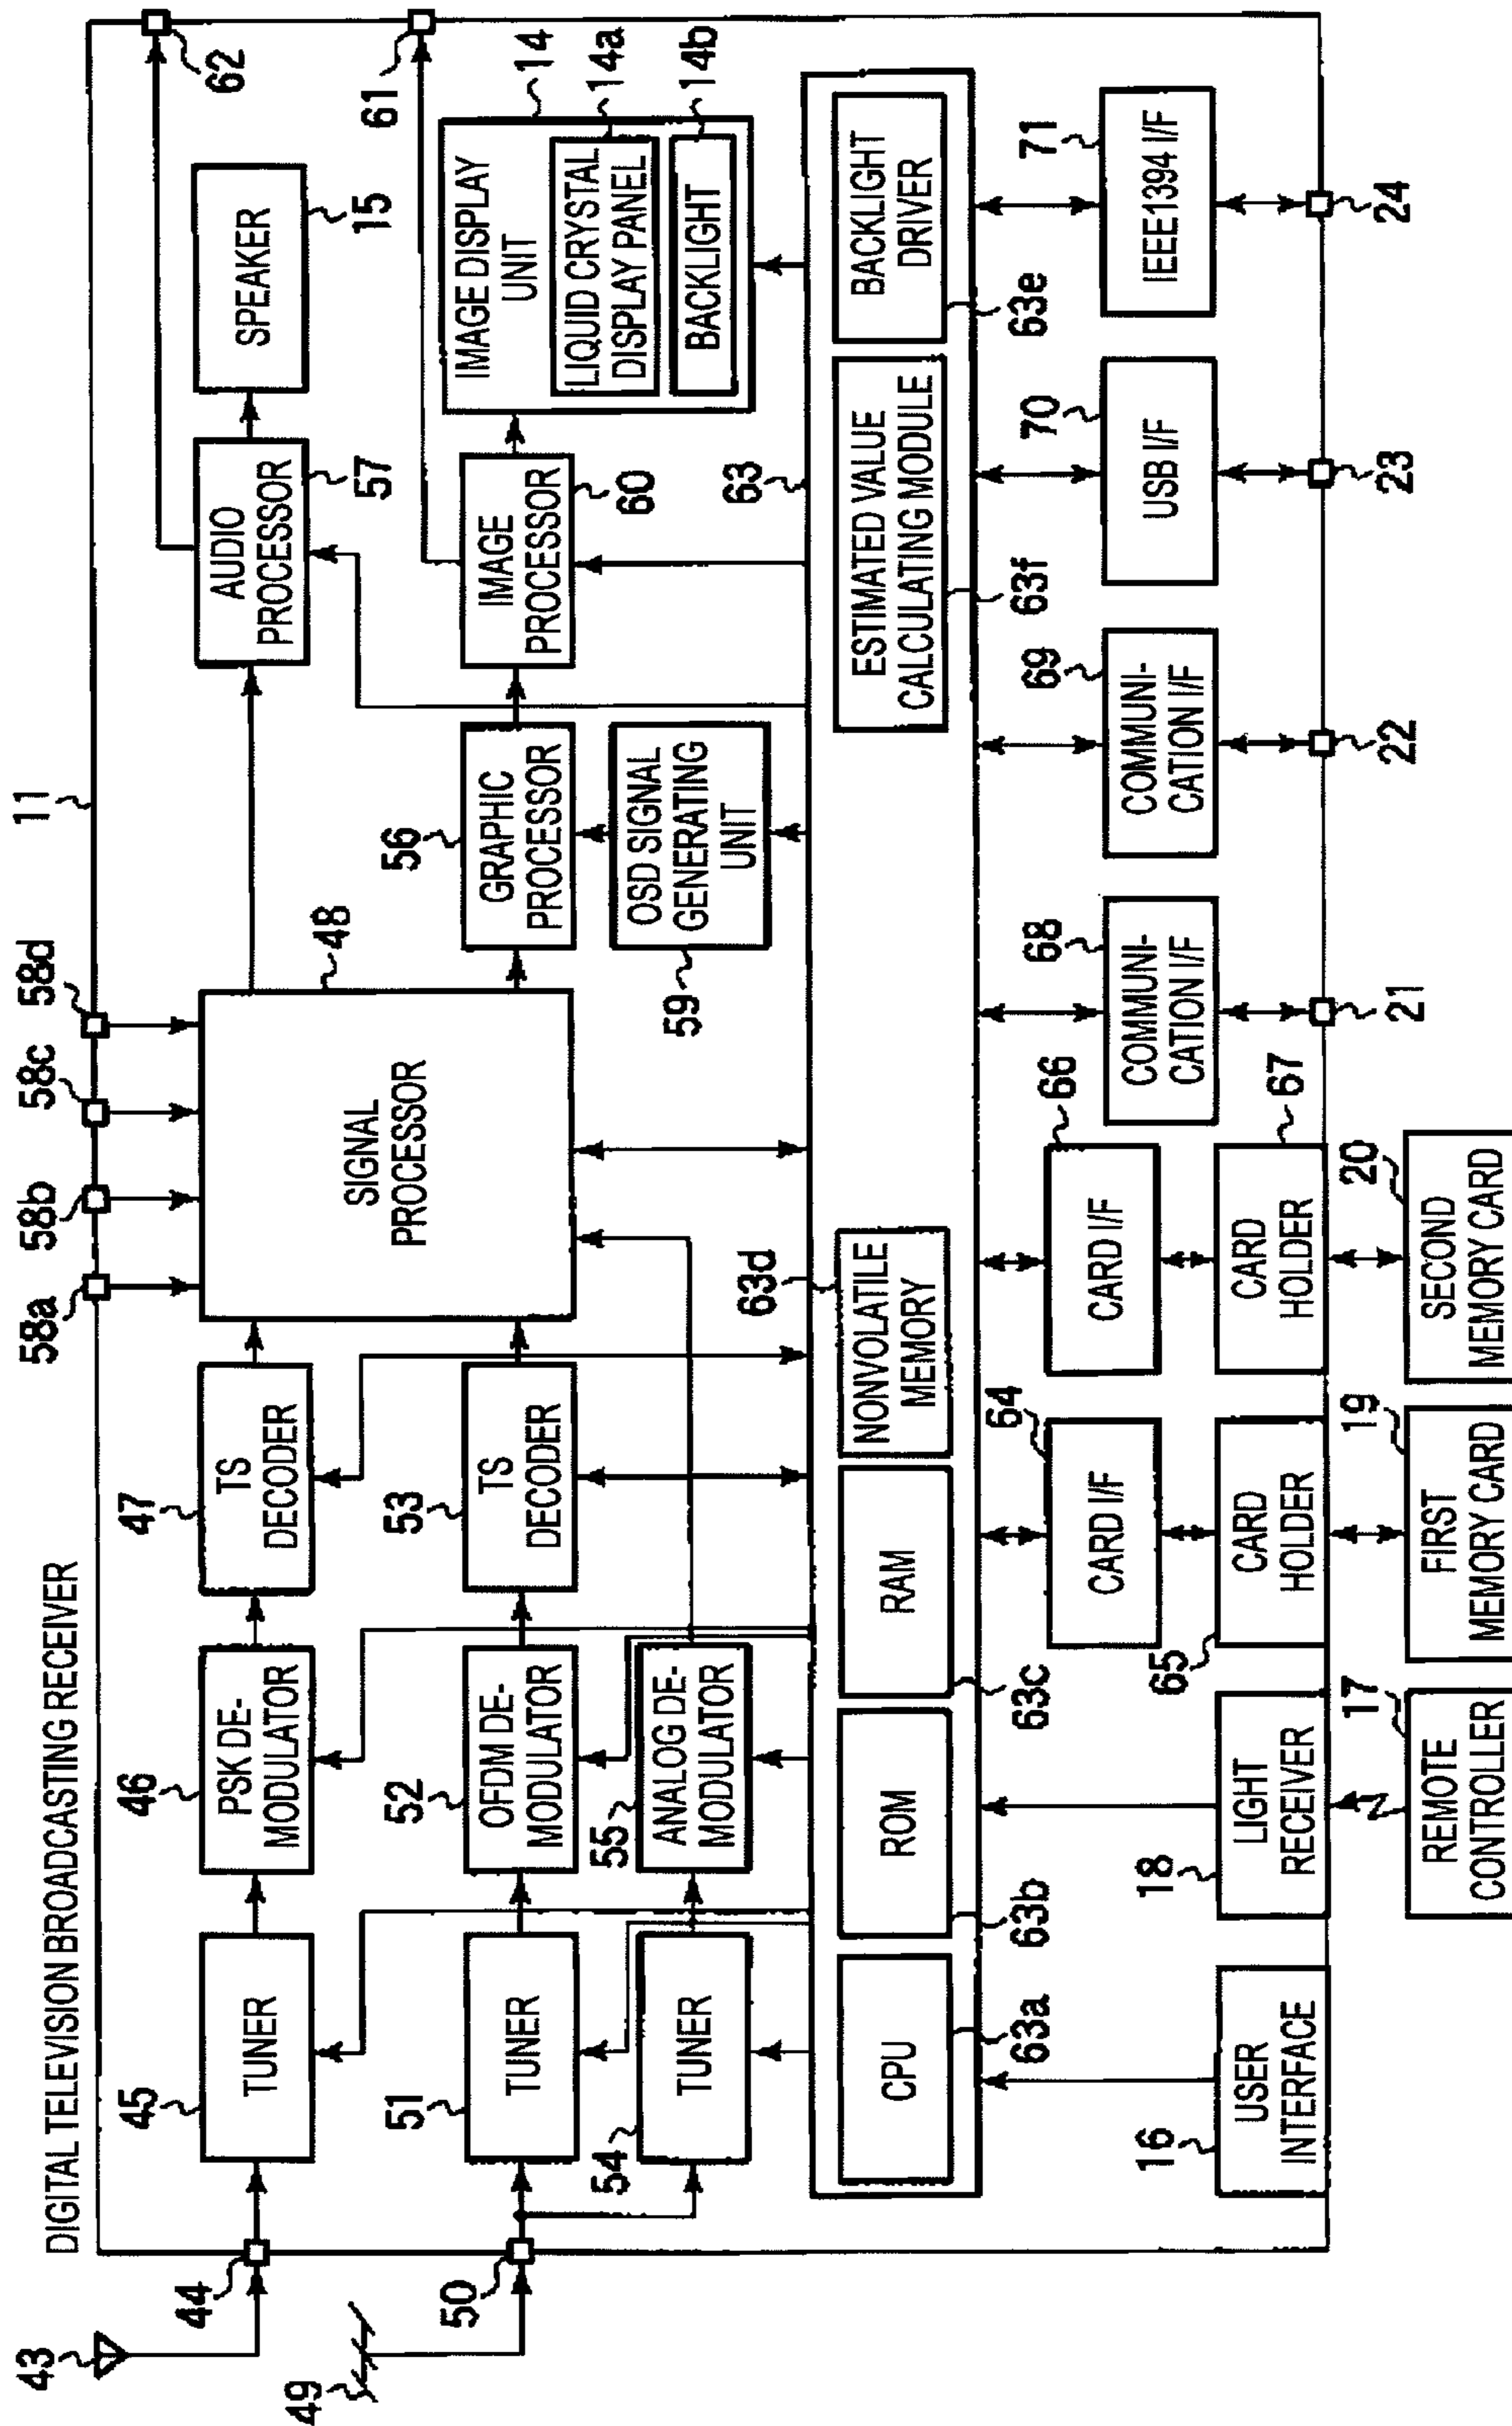 DIGITAL TELEVISION BROADCASTING RECEIVER
11
43
44
45
TUNER
46
PSK DE-
MODULATOR
47
TS
DECODER
58a
58b
58c
58d
SIGNAL
PROCESSOR
48
AUDIO
PROCESSOR
57
SPEAKER
15
62
49
50
51
TUNER
52
OFDM DE-
MODULATOR
53
TS
DECODER
56
GRAPHIC
PROCESSOR
IMAGE
PROCESSOR
60
61
IMAGE DISPLAY
UNIT
14
LIQUID CRYSTAL
DISPLAY PANEL
14a
BACKLIGHT
14b
54
TUNER
55
ANALOG DE-
MODULATOR
OSD SIGNAL
GENERATING
UNIT
59
63
CPU
63a
ROM
63b
RAM
63c
NONVOLATILE
MEMORY
63d
ESTIMATED VALUE
CALCULATING MODULE
63f
BACKLIGHT
DRIVER
63e
16
USER
INTERFACE
18
LIGHT
RECEIVER
64
CARD I/F
65
CARD
HOLDER
66
CARD I/F
67
CARD
HOLDER
68
COMMUNI-
CATION I/F
69
COMMUNI-
CATION I/F
70
USB I/F
71
IEEE1394 I/F
17
REMOTE
CONTROLLER
19
FIRST
MEMORY CARD
20
SECOND
MEMORY CARD
21
22
23
24